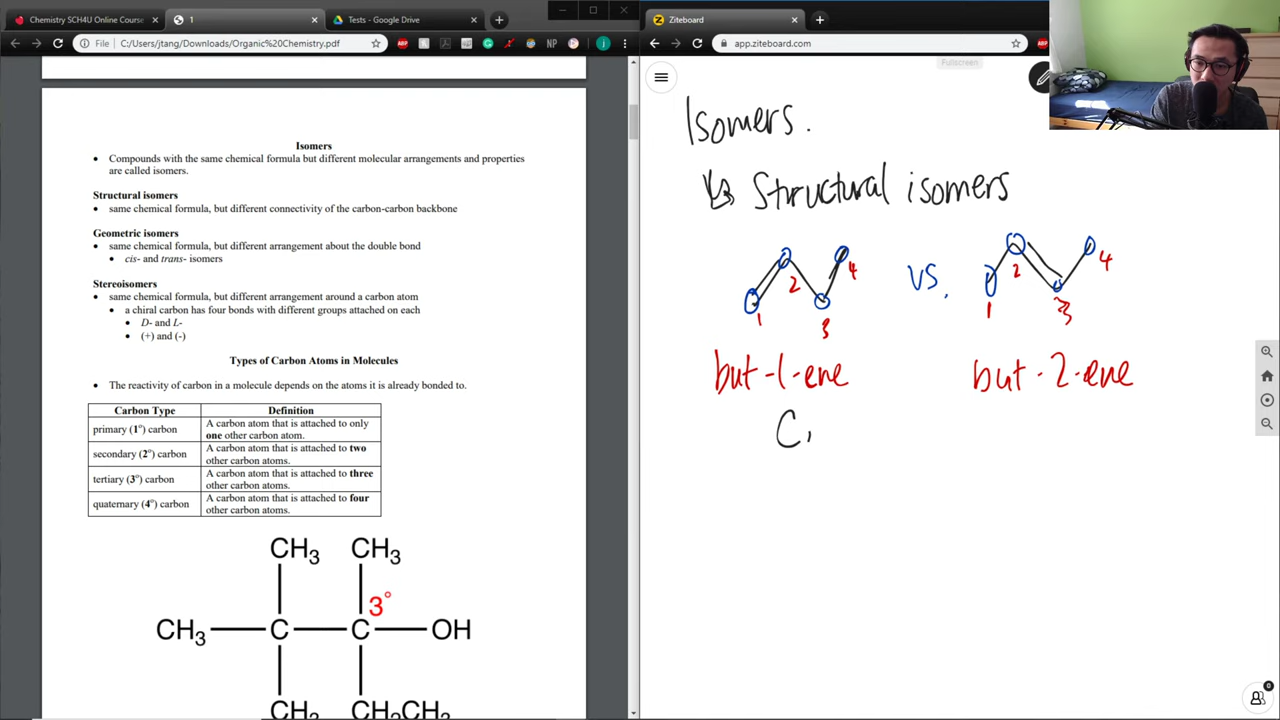 Chemistry SCH4U Online Course
1
Tests - Google Drive
File
C:/Users/jtang/Downloads/Organic%20Chemistry.pdf
ABP
NP
j
Isomers
• Compounds with the same chemical formula but different molecular arrangements and properties
are called isomers.
Structural isomers
• same chemical formula, but different connectivity of the carbon-carbon backbone
Geometric isomers
• same chemical formula, but different arrangement about the double bond
• cis- and trans- isomers
Stereoisomers
• same chemical formula, but different arrangement around a carbon atom
• a chiral carbon has four bonds with different groups attached on each
• D- and L-
• (+) and (-)
Types of Carbon Atoms in Molecules
• The reactivity of carbon in a molecule depends on the atoms it is already bonded to.
Carbon Type Definition
primary (1°) carbon A carbon atom that is attached to only
one other carbon atom.
secondary (2°) carbon A carbon atom that is attached to two
other carbon atoms.
tertiary (3°) carbon A carbon atom that is attached to three
other carbon atoms.
quaternary (4°) carbon A carbon atom that is attached to four
other carbon atoms.
CH3 CH3
3°
CH3 C C OH
CH2 CH2CH2
Ziteboard
app.ziteboard.com
ABP
Fullscreen
Isomers.
Structural isomers
1 2 3 4
vs.
1 2 3 4
but-1-ene
but-2-ene
C
0